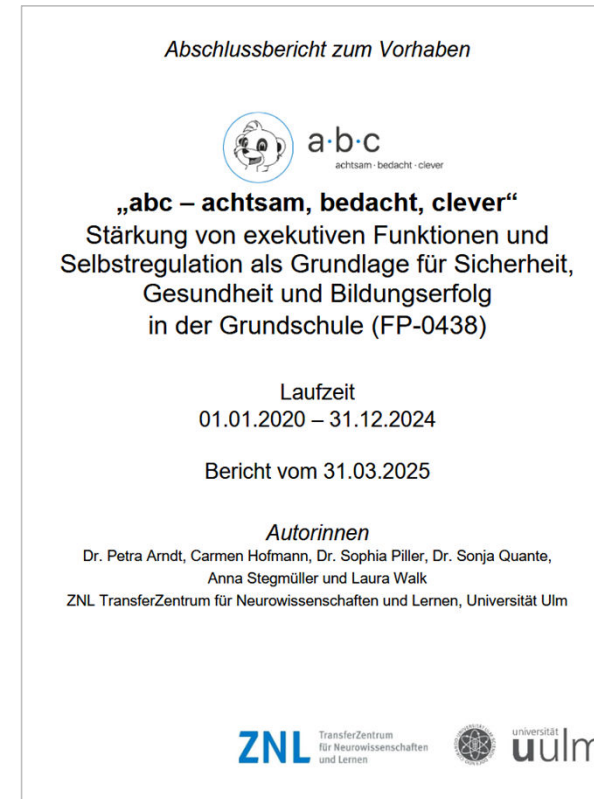 Abschlussbericht zum Vorhaben
a·b·c
achtsam · bedacht · clever
„abc – achtsam, bedacht, clever“
Stärkung von exekutiven Funktionen und
Selbstregulation als Grundlage für Sicherheit,
Gesundheit und Bildungserfolg
in der Grundschule (FP-0438)
Laufzeit
01.01.2020 – 31.12.2024
Bericht vom 31.03.2025
Autorinnen
Dr. Petra Arndt, Carmen Hofmann, Dr. Sophia Piller, Dr. Sonja Quante,
Anna Stegmüller und Laura Walk
ZNL TransferZentrum für Neurowissenschaften und Lernen, Universität Ulm
ZNL TransferZentrum
für Neurowissenschaften
und Lernen
universität
uulm